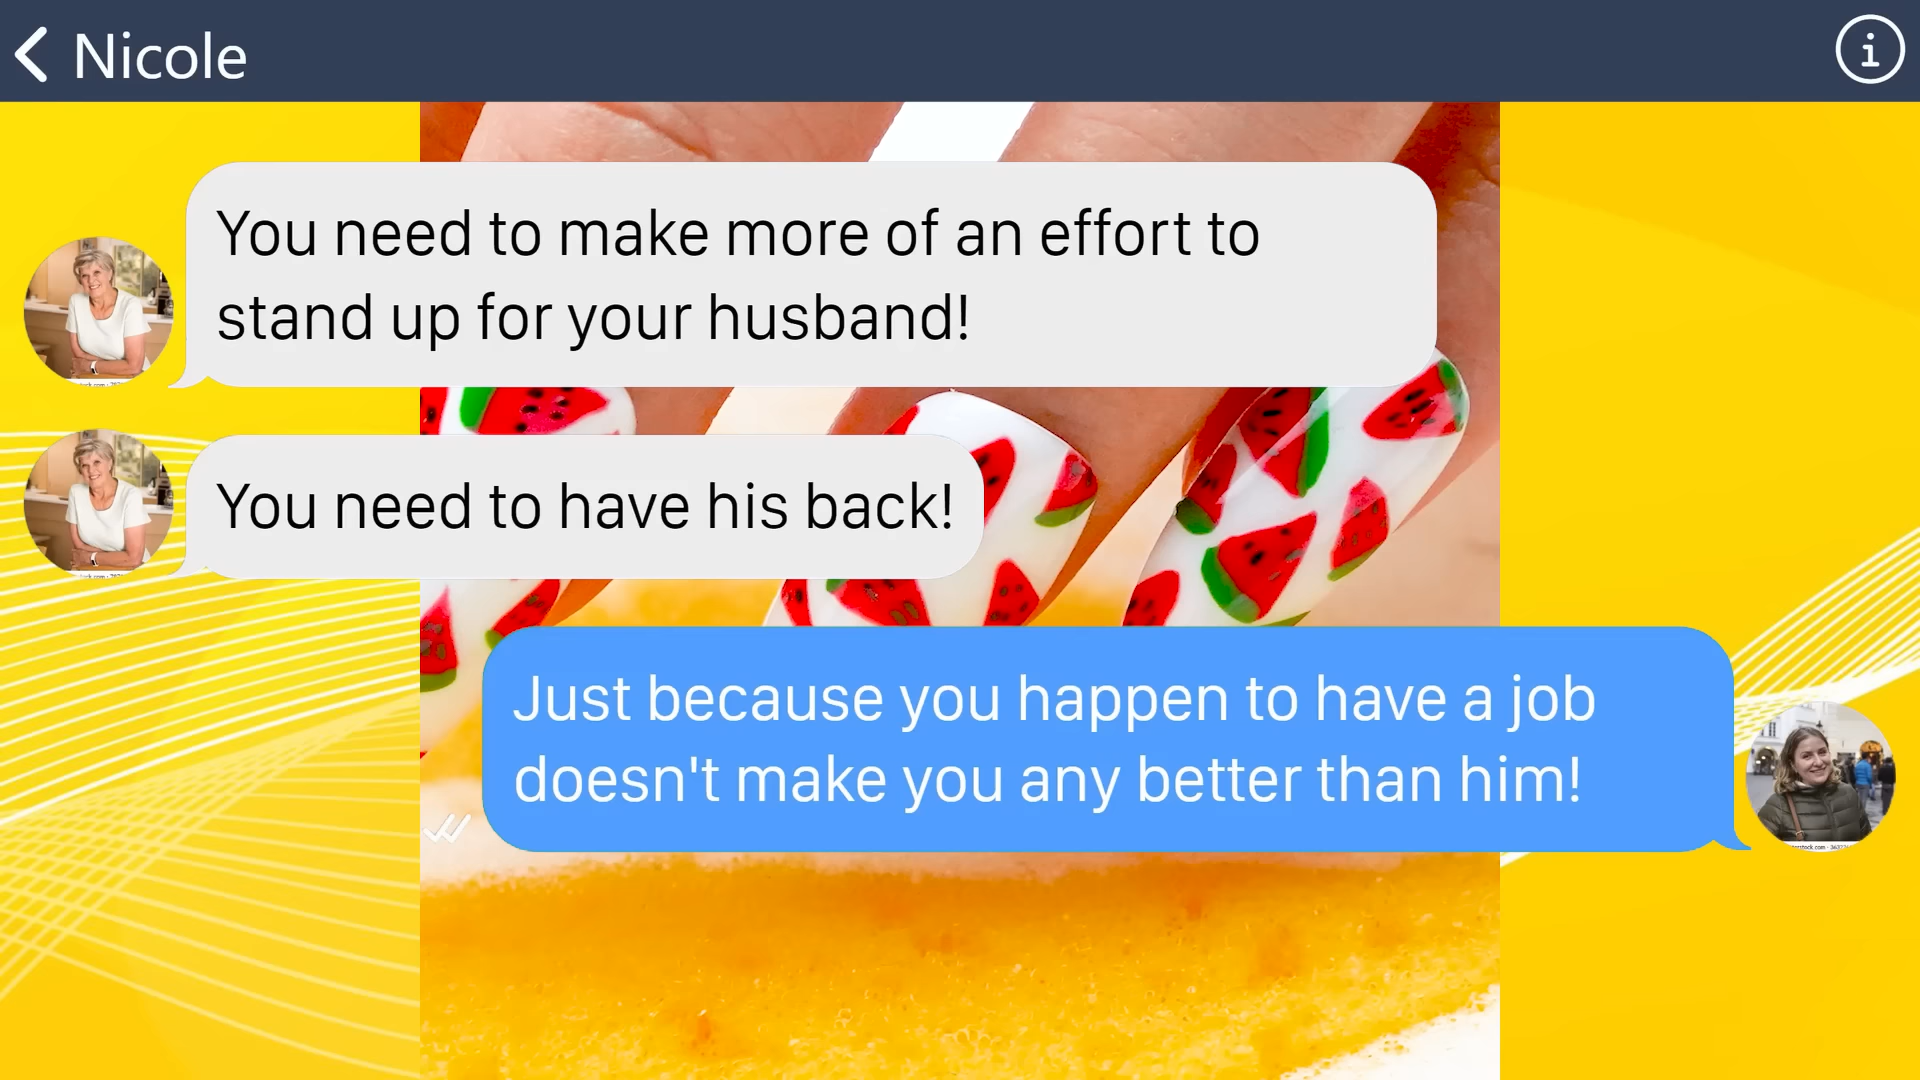 Nicole
You need to make more of an effort to
stand up for your husband!
You need to have his back!
Just because you happen to have a job
doesn't make you any better than him!